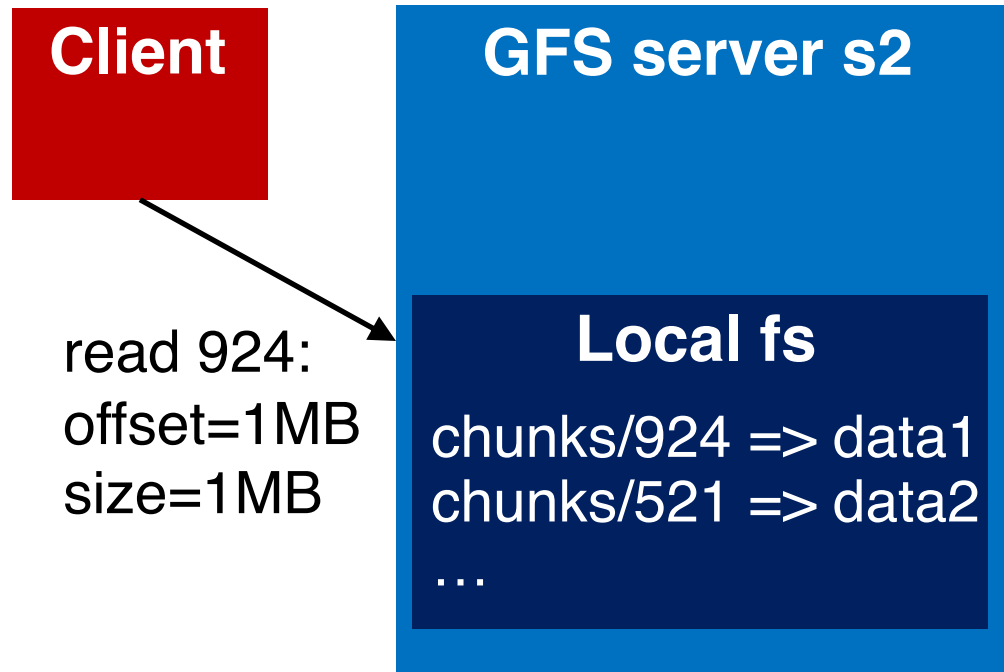 Client
GFS server s2
read 924:
offset=1MB
size=1MB
Local fs
chunks/924 => data1
chunks/521 => data2
…